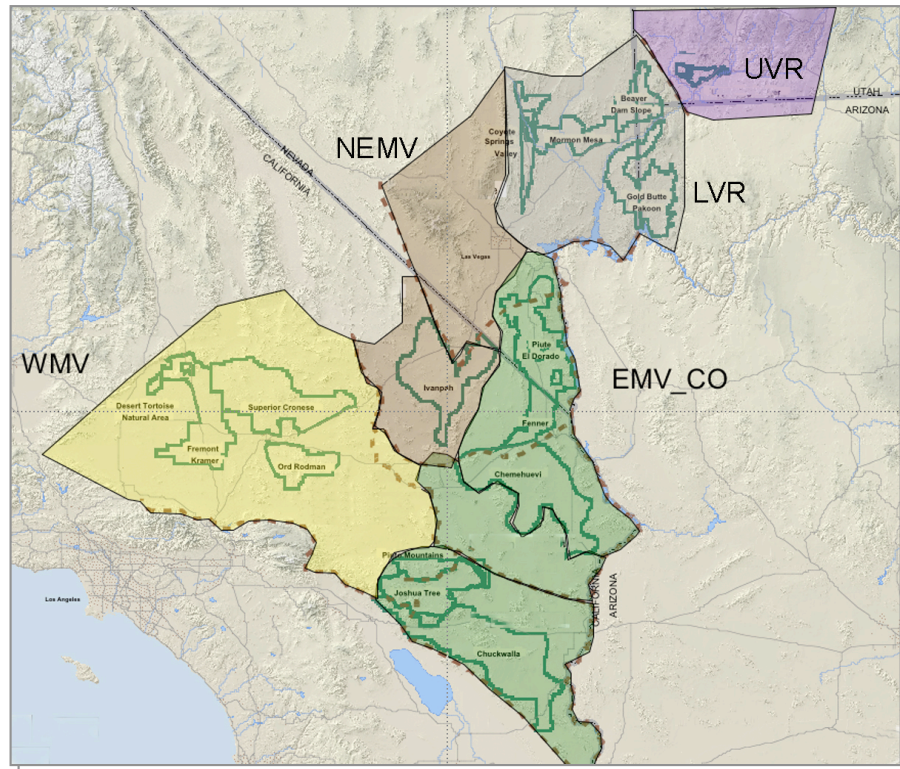 UVR
UTAH
ARIZONA
NEMV
NEVADA
CALIFORNIA
Coyote
Springs
Valley
Beaver
Dam Slope
Mormon Mesa
Gold Butte
Pakoon
LVR
Las Vegas
WMV
Piute
El Dorado
EMV_CO
Ivanpah
Desert Tortoise
Natural Area
Superior Cronese
Fremont
Kramer
Ord Rodman
Fenner
Chemehuevi
Pinto Mountains
Joshua Tree
Los Angeles
CALIFORNIA
ARIZONA
Chuckwalla